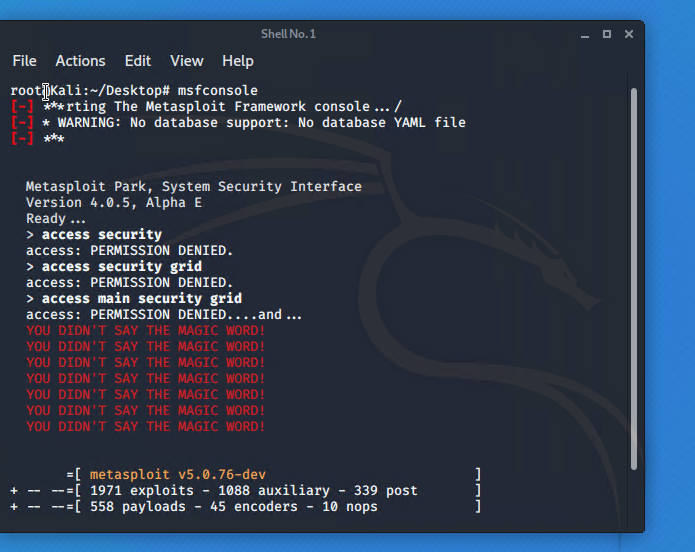 Shell No. 1
File Actions Edit View Help
root@Kali:~/Desktop# msfconsole
[-] ***rting The Metasploit Framework console.../
[-] * WARNING: No database support: No database YAML file
[-] ***
Metasploit Park, System Security Interface
Version 4.0.5, Alpha E
Ready...
> access security
access: PERMISSION DENIED.
> access security grid
access: PERMISSION DENIED.
> access main security grid
access: PERMISSION DENIED....and...
YOU DIDN'T SAY THE MAGIC WORD!
YOU DIDN'T SAY THE MAGIC WORD!
YOU DIDN'T SAY THE MAGIC WORD!
YOU DIDN'T SAY THE MAGIC WORD!
YOU DIDN'T SAY THE MAGIC WORD!
YOU DIDN'T SAY THE MAGIC WORD!
YOU DIDN'T SAY THE MAGIC WORD!
=[ metasploit v5.0.76-dev ]
+ -- --=[ 1971 exploits - 1088 auxiliary - 339 post ]
+ -- --=[ 558 payloads - 45 encoders - 10 nops ]